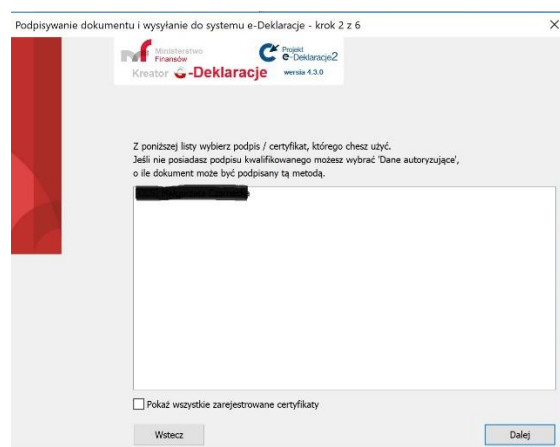 Podpisywanie dokumentu i wysyłanie do systemu e-Deklaracje - krok 2 z 6
Ministerstwo
Finansów
Projekt
e-Deklaracje2
Kreator e-Deklaracje wersja 4.3.0
Z poniższej listy wybierz podpis / certyfikat, którego chesz użyć.
Jeśli nie posiadasz podpisu kwalifikowanego możesz wybrać 'Dane autoryzujące',
o ile dokument może być podpisany tą metodą.
Pokaż wszystkie zarejestrowane certyfikaty
Wstecz
Dalej